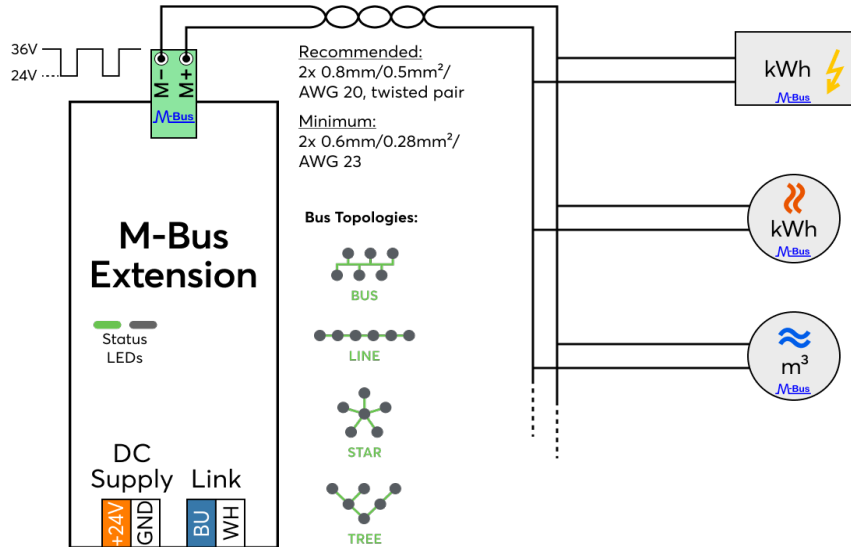 36V
24V
M-
M+
M-Bus
Recommended:
2x 0.8mm/0.5mm²/
AWG 20, twisted pair
Minimum:
2x 0.6mm/0.28mm²/
AWG 23
kWh
M-Bus
kWh
M-Bus
m³
M-Bus
M-Bus
Extension
Status
LEDs
Bus Topologies:
BUS
LINE
STAR
TREE
DC
Supply
Link
+24V
GND
BU
WH